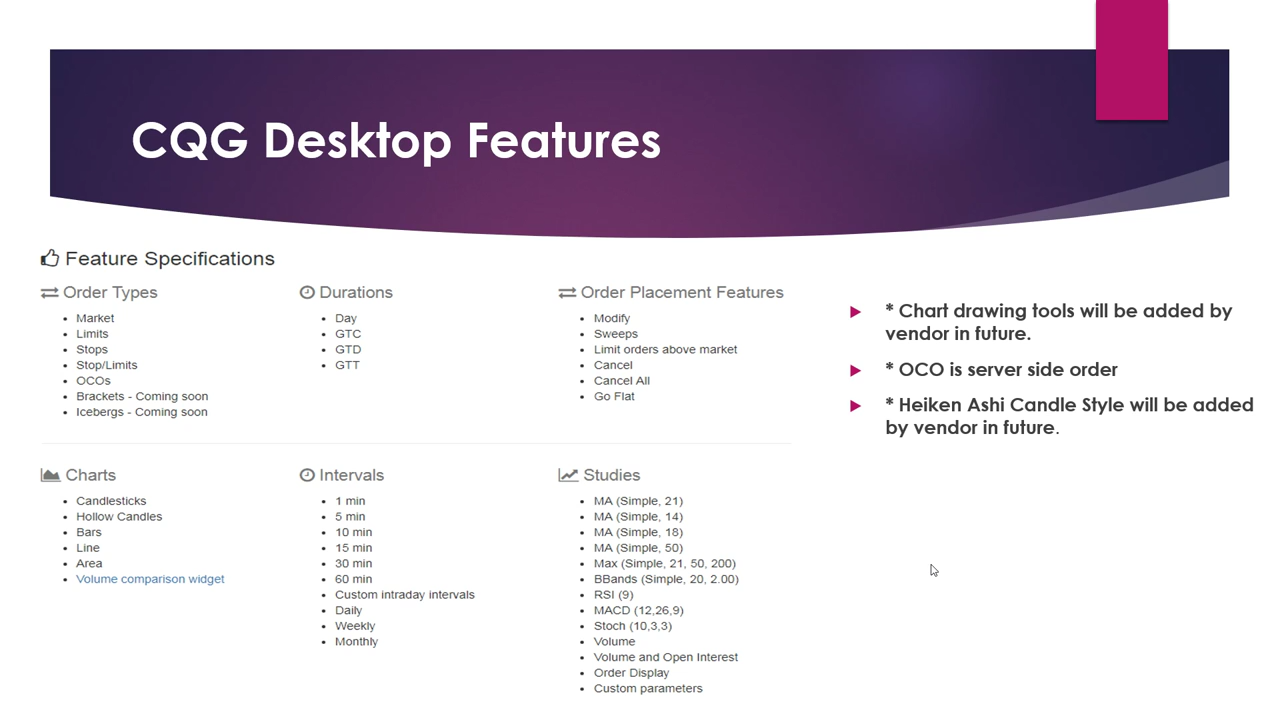 CQG Desktop Features
Feature Specifications
Order Types
Market
Limits
Stops
Stop/Limits
OCOs
Brackets - Coming soon
Icebergs - Coming soon
Durations
Day
GTC
GTD
GTT
Order Placement Features
Modify
Sweeps
Limit orders above market
Cancel
Cancel All
Go Flat
Charts
Candlesticks
Hollow Candles
Bars
Line
Area
Volume comparison widget
Intervals
1 min
5 min
10 min
15 min
30 min
60 min
Custom intraday intervals
Daily
Weekly
Monthly
Studies
MA (Simple, 21)
MA (Simple, 14)
MA (Simple, 18)
MA (Simple, 50)
Max (Simple, 21, 50, 200)
BBands (Simple, 20, 2.00)
RSI (9)
MACD (12,26,9)
Stoch (10,3,3)
Volume
Volume and Open Interest
Order Display
Custom parameters
* Chart drawing tools will be added by
vendor in future.
* OCO is server side order
* Heiken Ashi Candle Style will be added
by vendor in future.